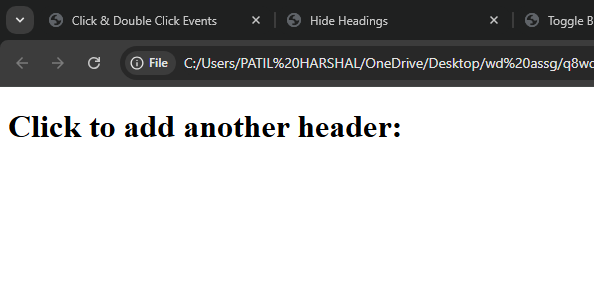 Click & Double Click Events
Hide Headings
Toggle B
File
C:/Users/PATIL%20HARSHAL/OneDrive/Desktop/wd%20assg/q8wd
Click to add another header: